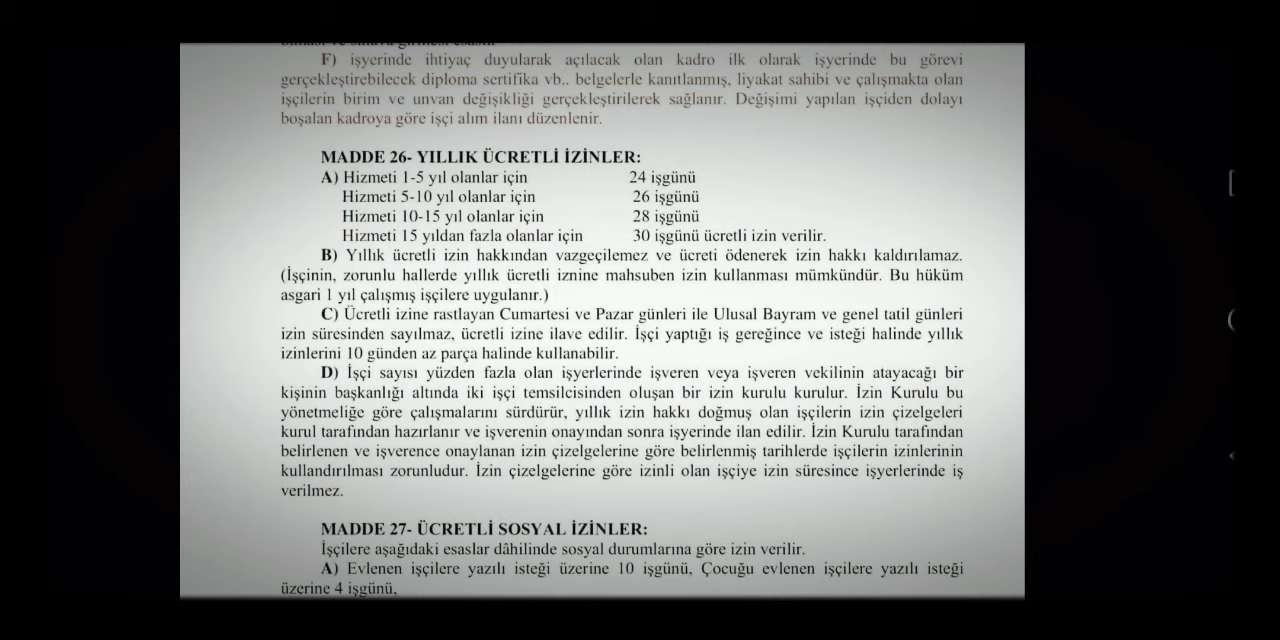 F) işyerinde ihtiyaç duyularak açılacak olan kadro ilk olarak işyerinde bu görevi
gerçekleştirebilecek diploma sertifika vb.. belgelerle kanıtlanmış, liyakat sahibi ve çalışmakta olan
işçilerin birim ve unvan değişikliği gerçekleştirilerek sağlanır. Değişimi yapılan işçiden dolayı
boşalan kadroya göre işçi alım ilanı düzenlenir.
MADDE 26- YILLIK ÜCRETLİ İZİNLER:
A) Hizmeti 1-5 yıl olanlar için 24 işgünü
Hizmeti 5-10 yıl olanlar için 26 işgünü
Hizmeti 10-15 yıl olanlar için 28 işgünü
Hizmeti 15 yıldan fazla olanlar için 30 işgünü ücretli izin verilir.
B) Yıllık ücretli izin hakkından vazgeçilemez ve ücreti ödenerek izin hakkı kaldırılamaz.
(İşçinin, zorunlu hallerde yıllık ücretli iznine mahsuben izin kullanması mümkündür. Bu hüküm
asgari 1 yıl çalışmış işçilere uygulanır.)
C) Ücretli izine rastlayan Cumartesi ve Pazar günleri ile Ulusal Bayram ve genel tatil günleri
izin süresinden sayılmaz, ücretli izine ilave edilir. İşçi yaptığı iş gereğince ve isteği halinde yıllık
izinlerini 10 günden az parça halinde kullanabilir.
D) İşçi sayısı yüzden fazla olan işyerlerinde işveren veya işveren vekilinin atayacağı bir
kişinin başkanlığı altında iki işçi temsilcisinden oluşan bir izin kurulu kurulur. İzin Kurulu bu
yönetmeliğe göre çalışmalarını sürdürür, yıllık izin hakkı doğmuş olan işçilerin izin çizelgeleri
kurul tarafından hazırlanır ve işverenin onayından sonra işyerinde ilan edilir. İzin Kurulu tarafından
belirlenen ve işverence onaylanan izin çizelgelerine göre belirlenmiş tarihlerde işçilerin izinlerinin
kullandırılması zorunludur. İzin çizelgelerine göre izinli olan işçiye izin süresince işyerlerinde iş
verilmez.
MADDE 27- ÜCRETLİ SOSYAL İZİNLER:
İşçilere aşağıdaki esaslar dâhilinde sosyal durumlarına göre izin verilir.
A) Evlenen işçilere yazılı isteği üzerine 10 işgünü, Çocuğu evlenen işçilere yazılı isteği
üzerine 4 işgünü,